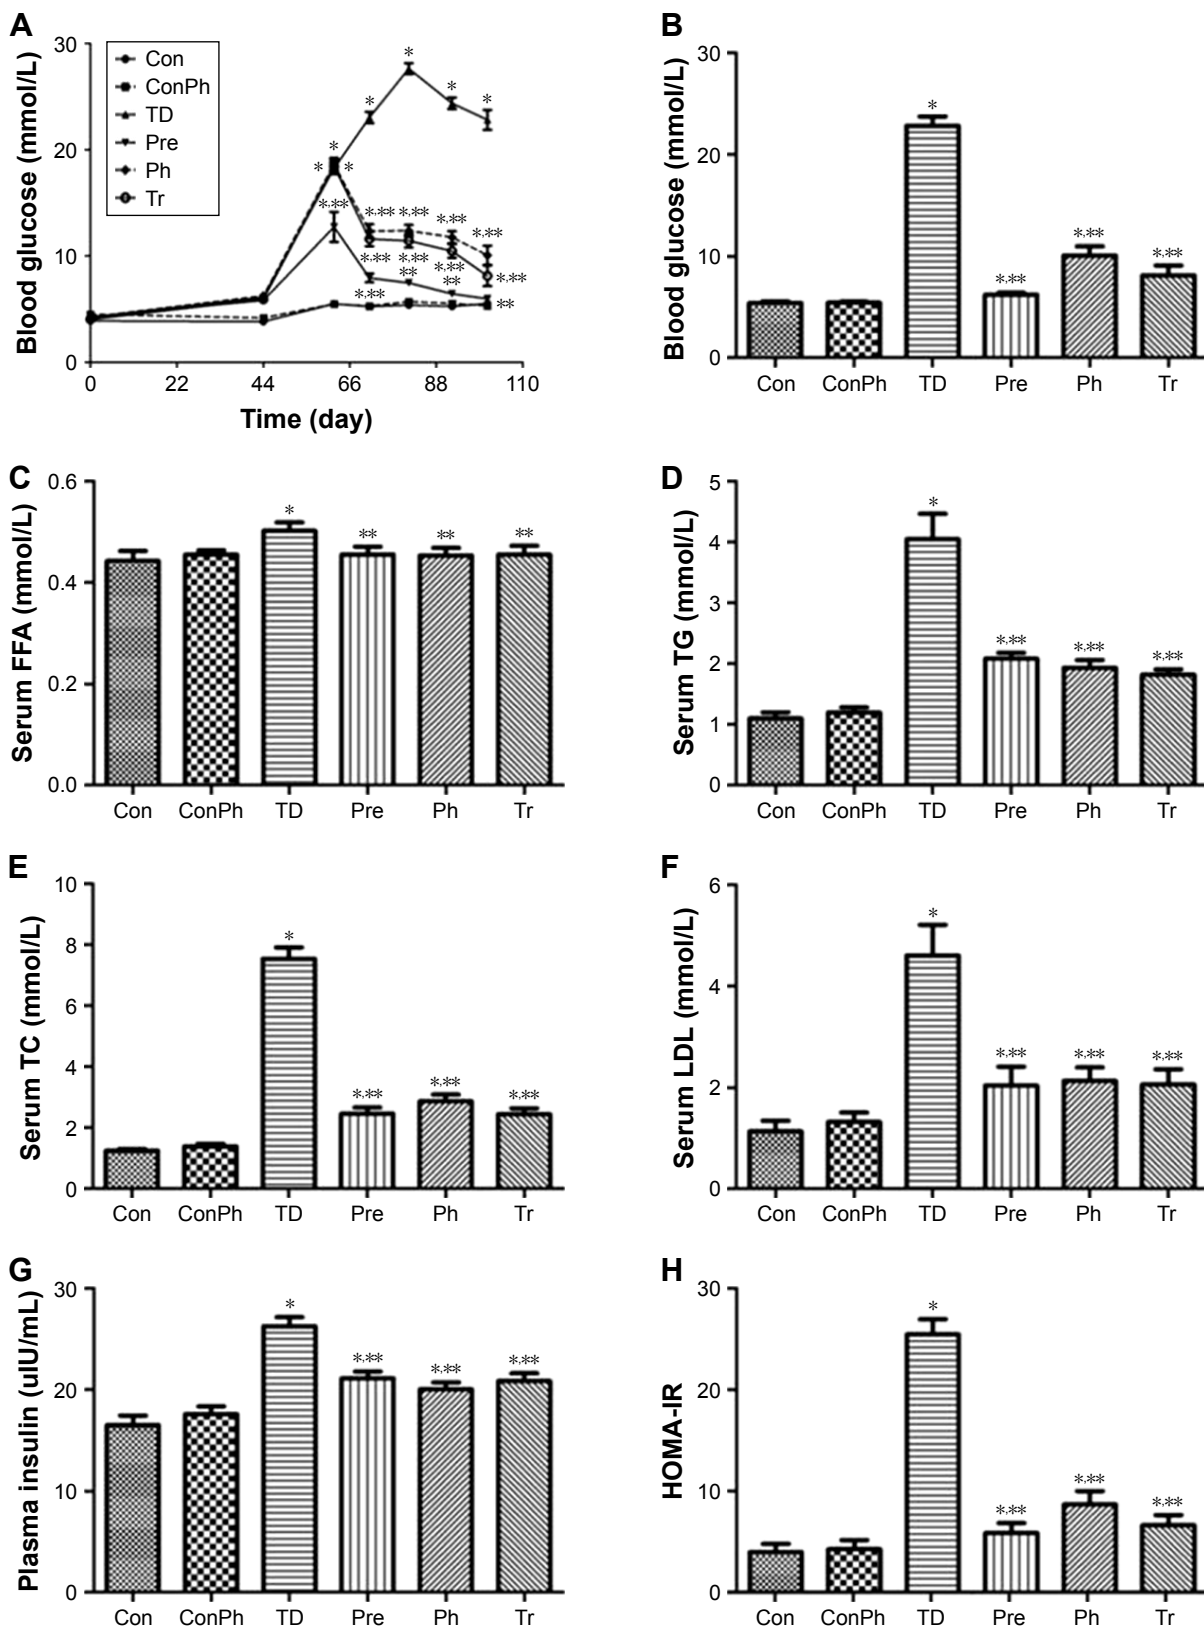 A
Blood glucose (mmol/L)
30
20
10
0
Con
ConPh
TD
Pre
Ph
Tr
*
*
*
*
*
* *
*,**
*,** *,** *,** *,**
*,** *,** *,** *,**
** **
*,** **
0 22 44 66 88 110
Time (day)
B
Blood glucose (mmol/L)
30
20
10
0
*
*,** *,** *,**
Con ConPh TD Pre Ph Tr
C
Serum FFA (mmol/L)
0.6
0.4
0.2
0.0
* ** ** **
Con ConPh TD Pre Ph Tr
D
Serum TG (mmol/L)
5
4
3
2
1
0
*
*,** *,** *,**
Con ConPh TD Pre Ph Tr
E
Serum TC (mmol/L)
10
8
6
4
2
0
*
*,** *,** *,**
Con ConPh TD Pre Ph Tr
F
Serum LDL (mmol/L)
6
4
2
0
*
*,** *,** *,**
Con ConPh TD Pre Ph Tr
G
Plasma insulin (uIU/mL)
30
20
10
0
*
*,** *,** *,**
Con ConPh TD Pre Ph Tr
H
HOMA-IR
30
20
10
0
*
*,** *,** *,**
Con ConPh TD Pre Ph Tr